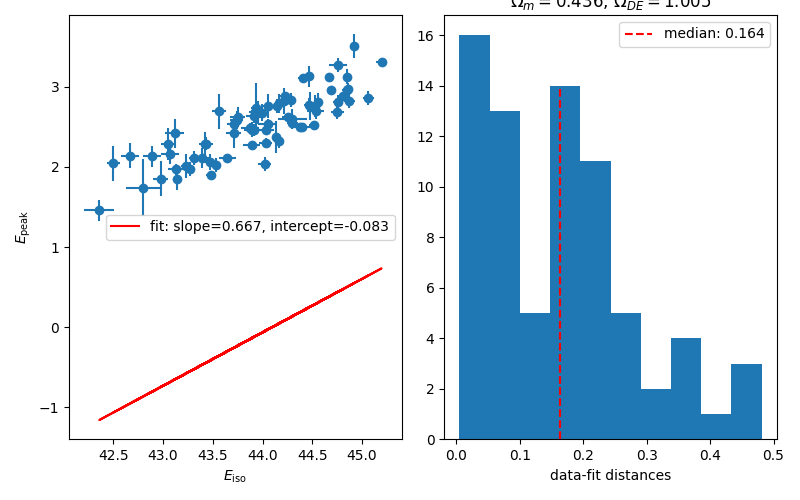 Ω_m = 0.436, Ω_DE = 1.005
3
2
1
0
−1
E_peak
fit: slope=0.667, intercept=-0.083
42.5 43.0 43.5 44.0 44.5 45.0
E_iso
16
14
12
10
8
6
4
2
0
median: 0.164
0.0 0.1 0.2 0.3 0.4 0.5
data-fit distances